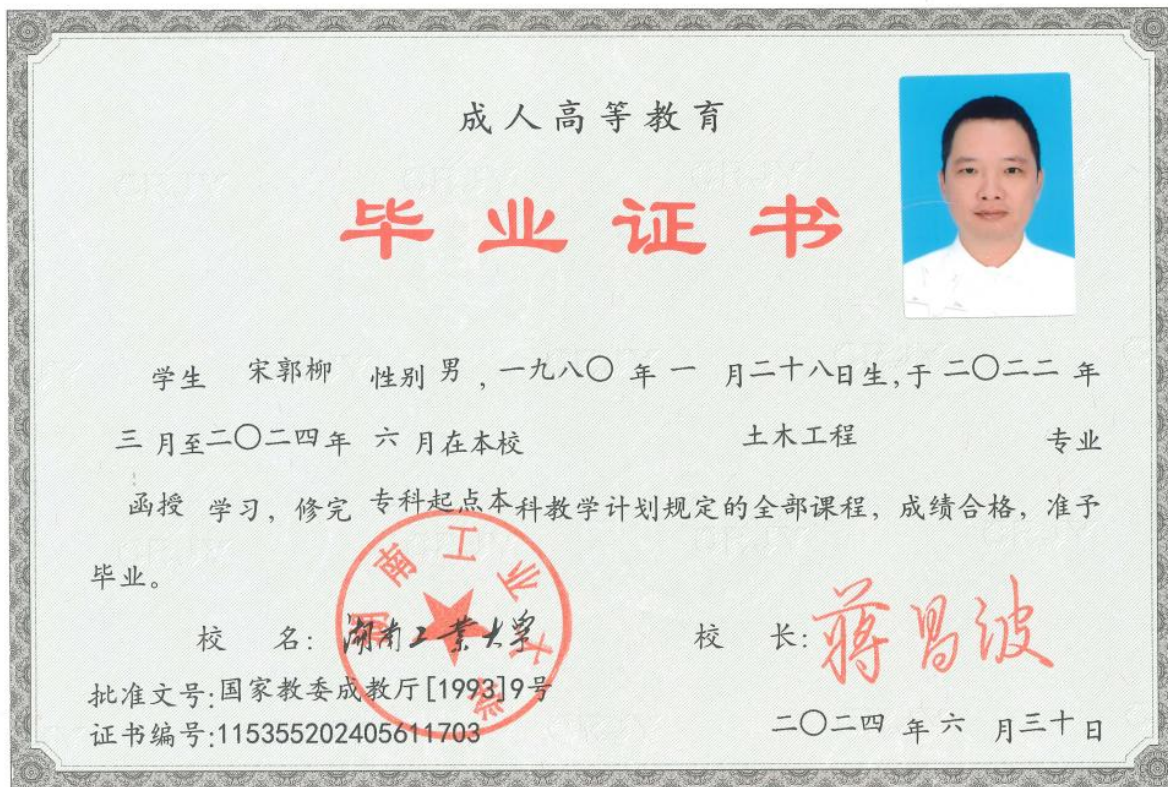 成人高等教育
毕业证书
学生 宋郭柳 性别 男 ,一九八〇 年 一 月二十八日生,于 二〇二二 年
三 月至二〇二四年 六 月在本校 土木工程 专业
函授 学习，修完 专科起点本科教学计划规定的全部课程，成绩合格，准予
毕业。
校 名: 湖南工業大学
校 长: 蒋昌波
批准文号:国家教委成教厅[1993]9号
证书编号:115355202405611703
二〇二四 年 六 月三十日
湖南工业大学